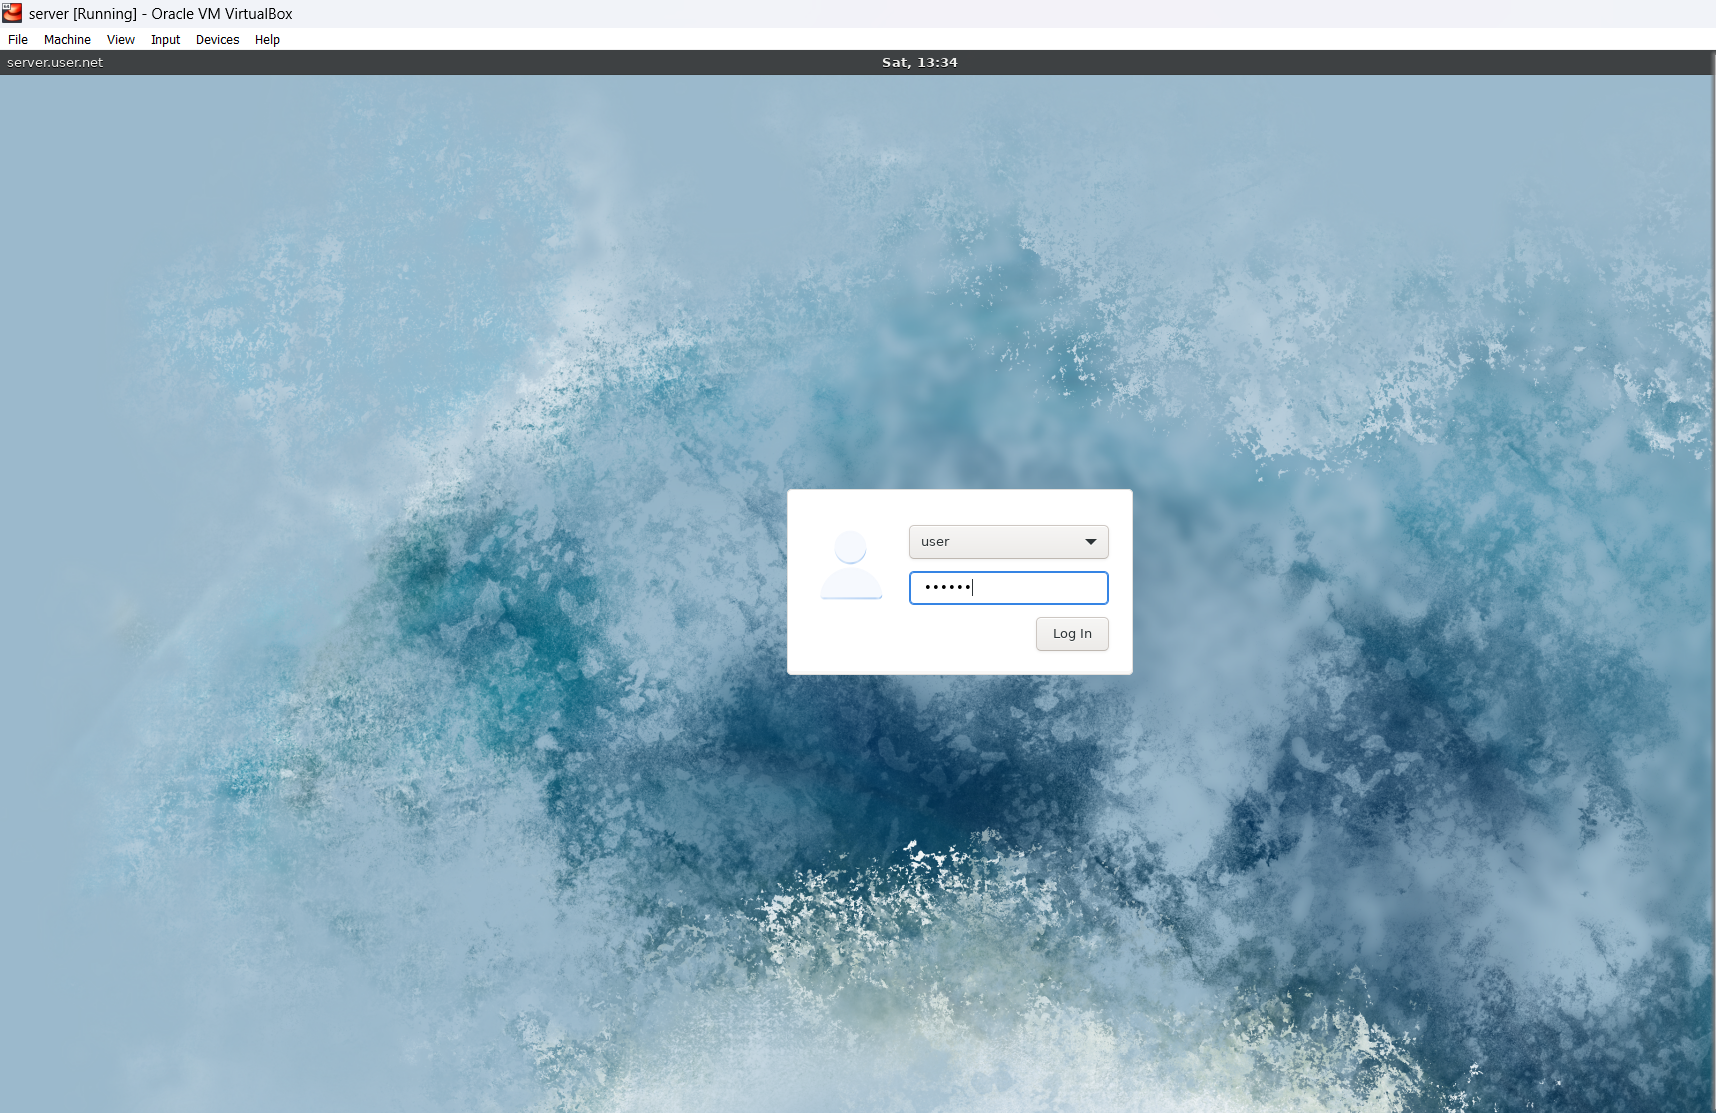 server [Running] - Oracle VM VirtualBox
File Machine View Input Devices Help
server.user.net Sat, 13:34
user
••••••
Log In